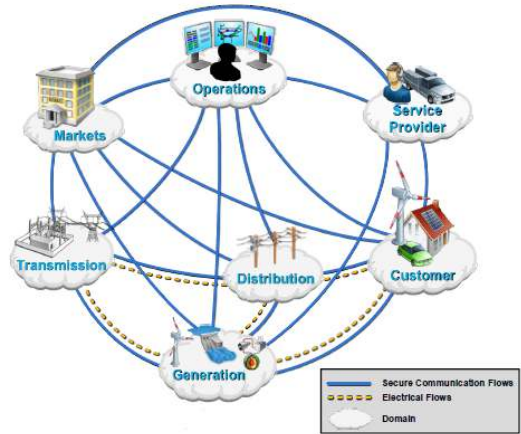 Operations
Markets
Service
Provider
Transmission
Distribution
Customer
Generation
Secure Communication Flows
Electrical Flows
Domain